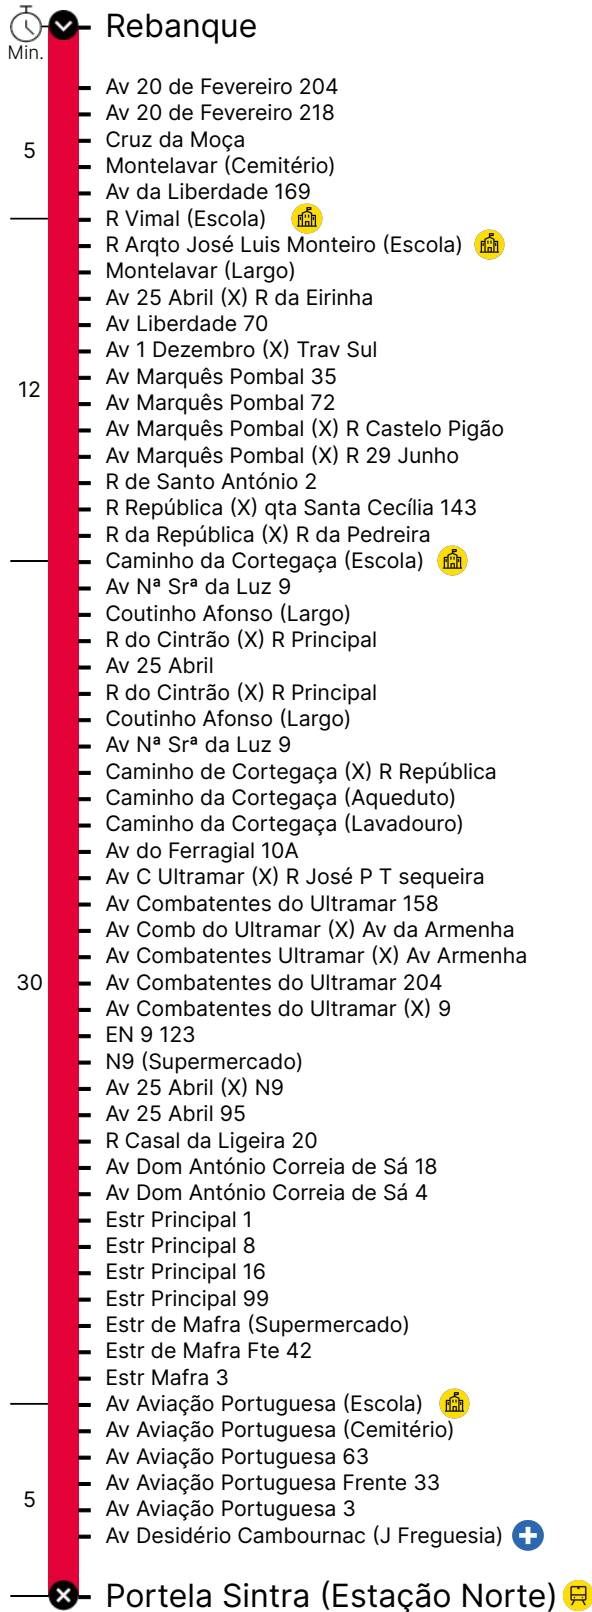 Rebanque
Min.
Av 20 de Fevereiro 204
Av 20 de Fevereiro 218
Cruz da Moça
5
Montelavar (Cemitério)
Av da Liberdade 169
R Vimal (Escola)
R Arqto José Luis Monteiro (Escola)
Montelavar (Largo)
Av 25 Abril (X) R da Eirinha
Av Liberdade 70
Av 1 Dezembro (X) Trav Sul
Av Marquês Pombal 35
12
Av Marquês Pombal 72
Av Marquês Pombal (X) R Castelo Pigão
Av Marquês Pombal (X) R 29 Junho
R de Santo António 2
R República (X) qta Santa Cecília 143
R da República (X) R da Pedreira
Caminho da Cortegaça (Escola)
Av Nª Srª da Luz 9
Coutinho Afonso (Largo)
R do Cintrão (X) R Principal
Av 25 Abril
R do Cintrão (X) R Principal
Coutinho Afonso (Largo)
Av Nª Srª da Luz 9
Caminho de Cortegaça (X) R República
Caminho da Cortegaça (Aqueduto)
Caminho da Cortegaça (Lavadouro)
Av do Ferragial 10A
Av C Ultramar (X) R José P T sequeira
Av Combatentes do Ultramar 158
Av Comb do Ultramar (X) Av da Armenha
Av Combatentes Ultramar (X) Av Armenha
30
Av Combatentes do Ultramar 204
Av Combatentes do Ultramar (X) 9
EN 9 123
N9 (Supermercado)
Av 25 Abril (X) N9
Av 25 Abril 95
R Casal da Ligeira 20
Av Dom António Correia de Sá 18
Av Dom António Correia de Sá 4
Estr Principal 1
Estr Principal 8
Estr Principal 16
Estr Principal 99
Estr de Mafra (Supermercado)
Estr de Mafra Fte 42
Estr Mafra 3
Av Aviação Portuguesa (Escola)
Av Aviação Portuguesa (Cemitério)
Av Aviação Portuguesa 63
Av Aviação Portuguesa Frente 33
5
Av Aviação Portuguesa 3
Av Desidério Cambournac (J Freguesia)
Portela Sintra (Estação Norte)